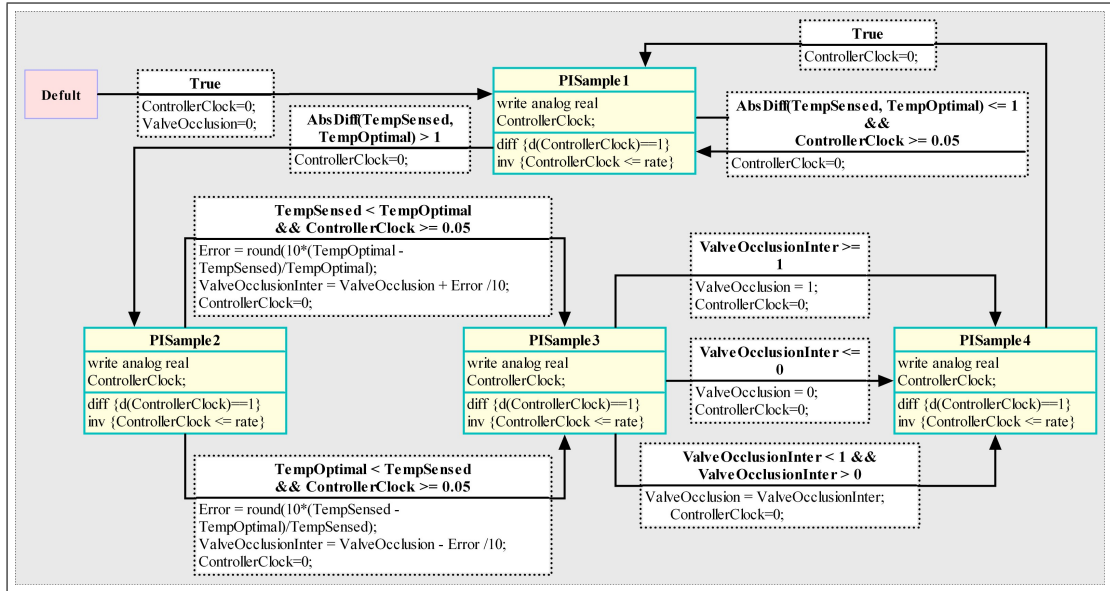 True
ControllerClock=0;
Defult
True
ControllerClock=0;
ValveOcclusion=0;
PISample1
write analog real
ControllerClock;
diff {d(ControllerClock)==1}
inv {ControllerClock <= rate}
AbsDiff(TempSensed,
TempOptimal) > 1
ControllerClock=0;
AbsDiff(TempSensed, TempOptimal) <= 1
&&
ControllerClock >= 0.05
ControllerClock=0;
TempSensed < TempOptimal
&& ControllerClock >= 0.05
Error = round(10*(TempOptimal -
TempSensed)/TempOptimal);
ValveOcclusionInter = ValveOcclusion + Error /10;
ControllerClock=0;
ValveOcclusionInter >=
1
ValveOcclusion = 1;
ControllerClock=0;
PISample2
write analog real
ControllerClock;
diff {d(ControllerClock)==1}
inv {ControllerClock <= rate}
PISample3
write analog real
ControllerClock;
diff {d(ControllerClock)==1}
inv {ControllerClock <= rate}
ValveOcclusionInter <=
0
ValveOcclusion = 0;
ControllerClock=0;
PISample4
write analog real
ControllerClock;
diff {d(ControllerClock)==1}
inv {ControllerClock <= rate}
TempOptimal < TempSensed
&& ControllerClock >= 0.05
Error = round(10*(TempSensed -
TempOptimal)/TempSensed);
ValveOcclusionInter = ValveOcclusion - Error /10;
ControllerClock=0;
ValveOcclusionInter < 1 &&
ValveOcclusionInter > 0
ValveOcclusion = ValveOcclusionInter;
ControllerClock=0;